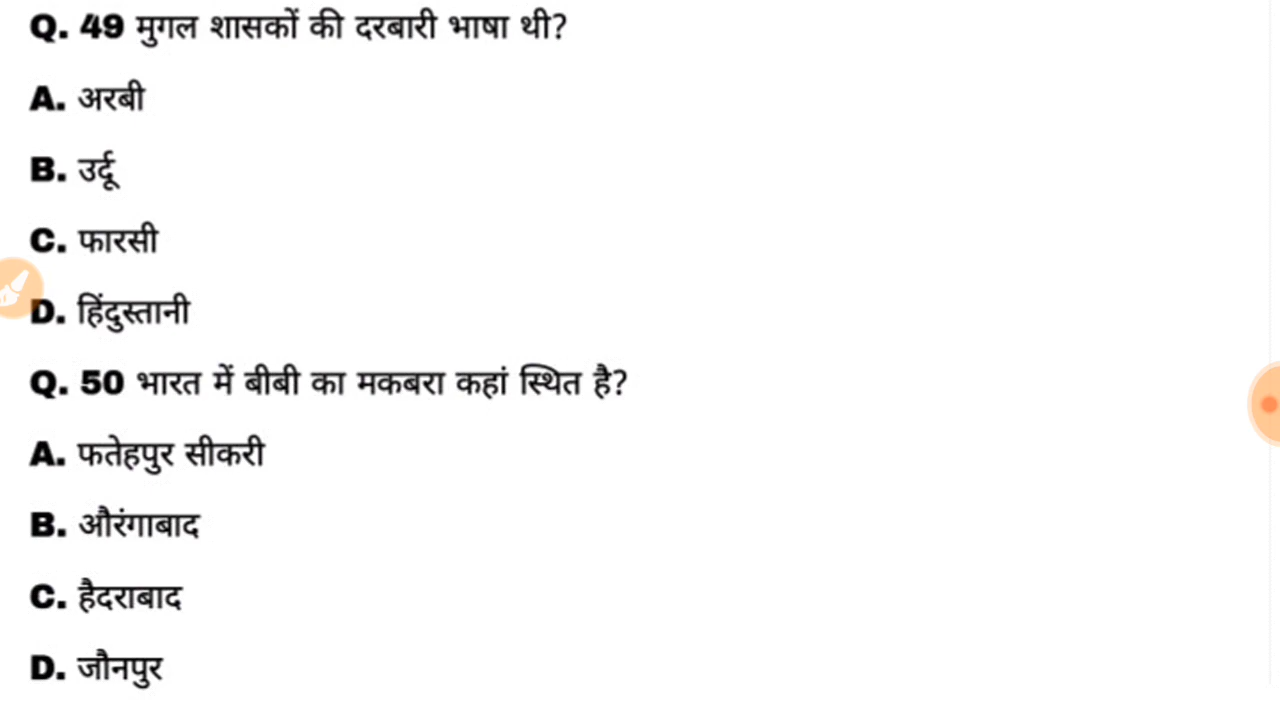 Q. 49 मुगल शासकों की दरबारी भाषा थी?
A. अरबी
B. उर्दू
C. फारसी
D. हिंदुस्तानी
Q. 50 भारत में बीबी का मकबरा कहां स्थित है?
A. फतेहपुर सीकरी
B. औरंगाबाद
C. हैदराबाद
D. जौनपुर